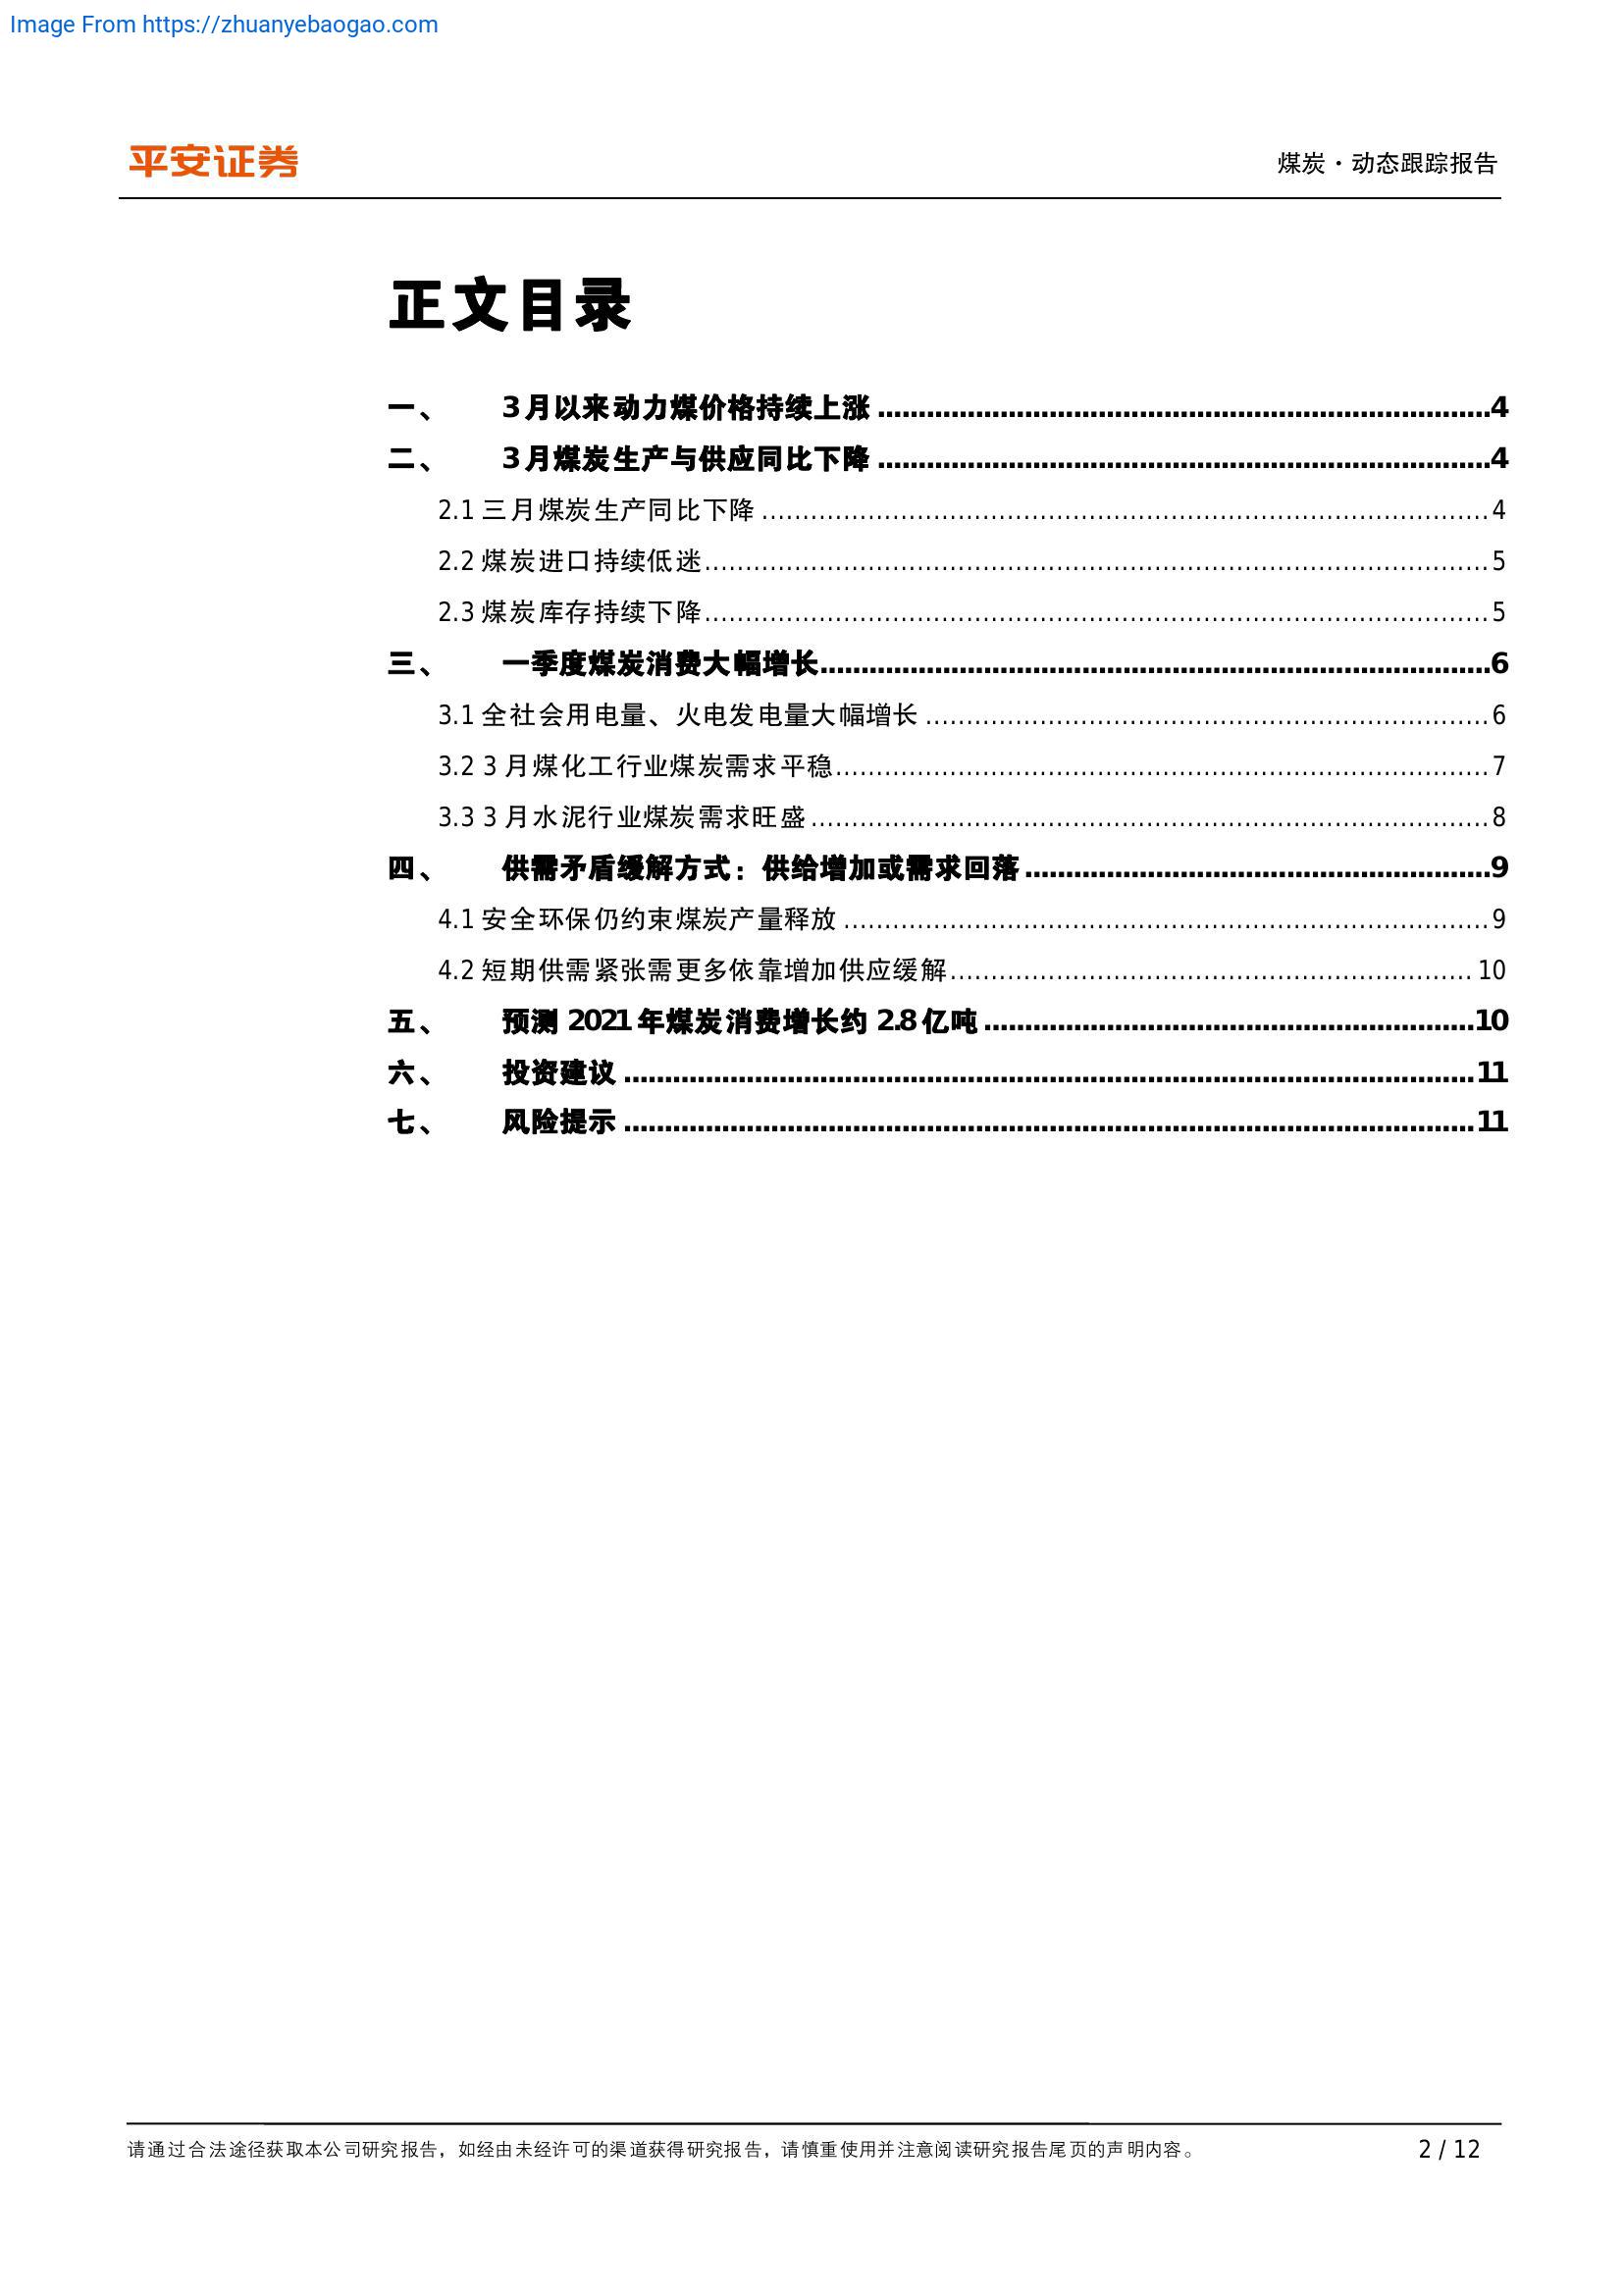 Image From https://zhuanyebaogao.com
平安证券
煤炭·动态跟踪报告
正文目录
一、 3月以来动力煤价格持续上涨......4
二、 3月煤炭生产与供应同比下降......4
2.1 三月煤炭生产同比下降......4
2.2 煤炭进口持续低迷......5
2.3 煤炭库存持续下降......5
三、 一季度煤炭消费大幅增长......6
3.1 全社会用电量、火电发电量大幅增长......6
3.2 3 月煤化工行业煤炭需求平稳......7
3.3 3 月水泥行业煤炭需求旺盛......8
四、 供需矛盾缓解方式：供给增加或需求回落......9
4.1 安全环保仍约束煤炭产量释放......9
4.2 短期供需紧张需更多依靠增加供应缓解......10
五、 预测 2021 年煤炭消费增长约 2.8 亿吨......10
六、 投资建议......11
七、 风险提示......11
请通过合法途径获取本公司研究报告，如经由未经许可的渠道获得研究报告，请慎重使用并注意阅读研究报告尾页的声明内容。
2 / 12